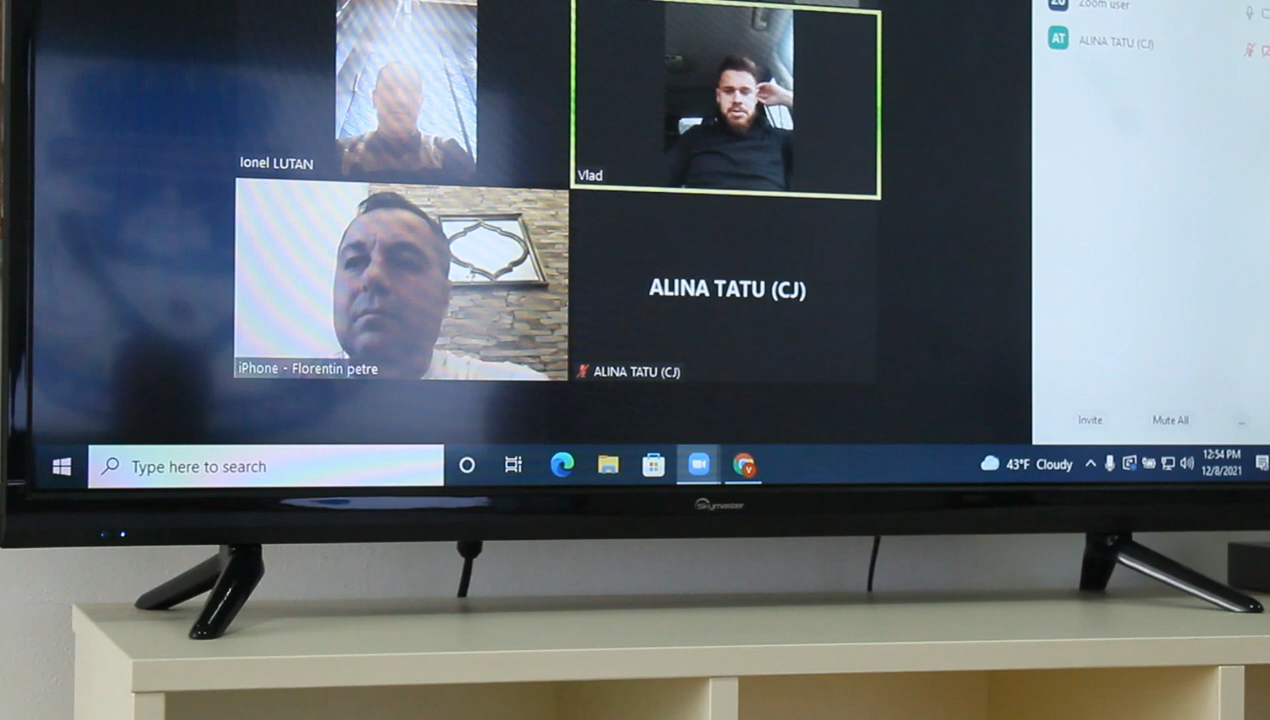 Zoom user
AT ALINA TATU (CJ)
Ionel LUTAN
Vlad
ALINA TATU (CJ)
iPhone - Florentin petre
ALINA TATU (CJ)
Invite
Mute All
...
Type here to search
43°F Cloudy
12:54 PM
12/8/2021
Skymaster